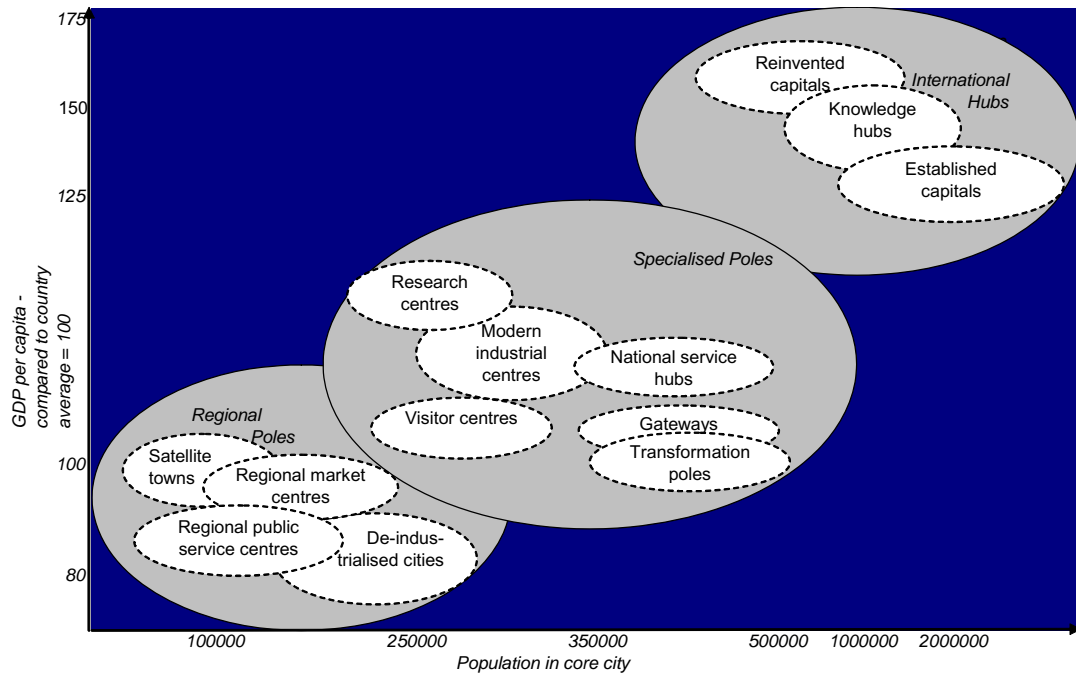 175
150
125
100
80
GDP per capita -
compared to country
average = 100
Reinvented
capitals
International
Hubs
Knowledge
hubs
Established
capitals
Specialised Poles
Research
centres
Modern
industrial
centres
National service
hubs
Visitor centres
Gateways
Transformation
poles
Regional
Poles
Satellite
towns
Regional market
centres
Regional public
service centres
De-indus-
trialised cities
100000
250000
350000
500000
1000000
2000000
Population in core city